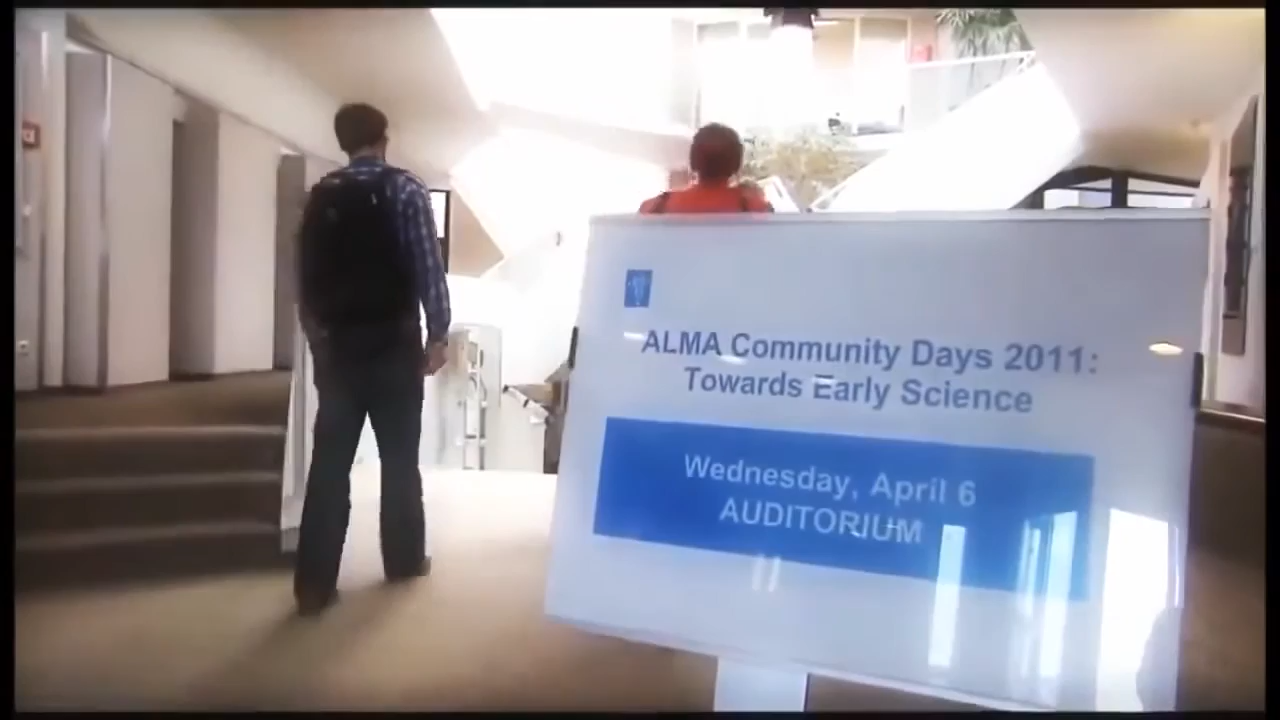 ALMA Community Days 2011:
Towards Early Science
Wednesday, April 6
AUDITORIUM